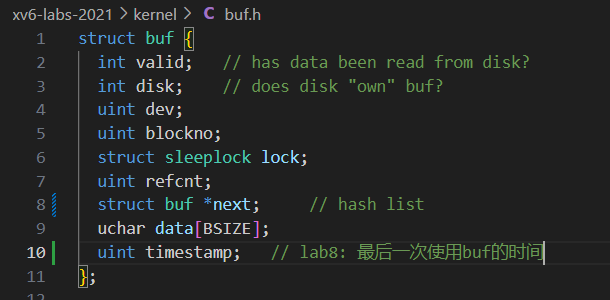 xv6-labs-2021 > kernel > C buf.h
1 struct buf {
2 int valid; // has data been read from disk?
3 int disk; // does disk "own" buf?
4 uint dev;
5 uint blockno;
6 struct sleeplock lock;
7 uint refcnt;
8 struct buf *next; // hash list
9 uchar data[BSIZE];
10 uint timestamp; // lab8: 最后一次使用buf的时间
11 };